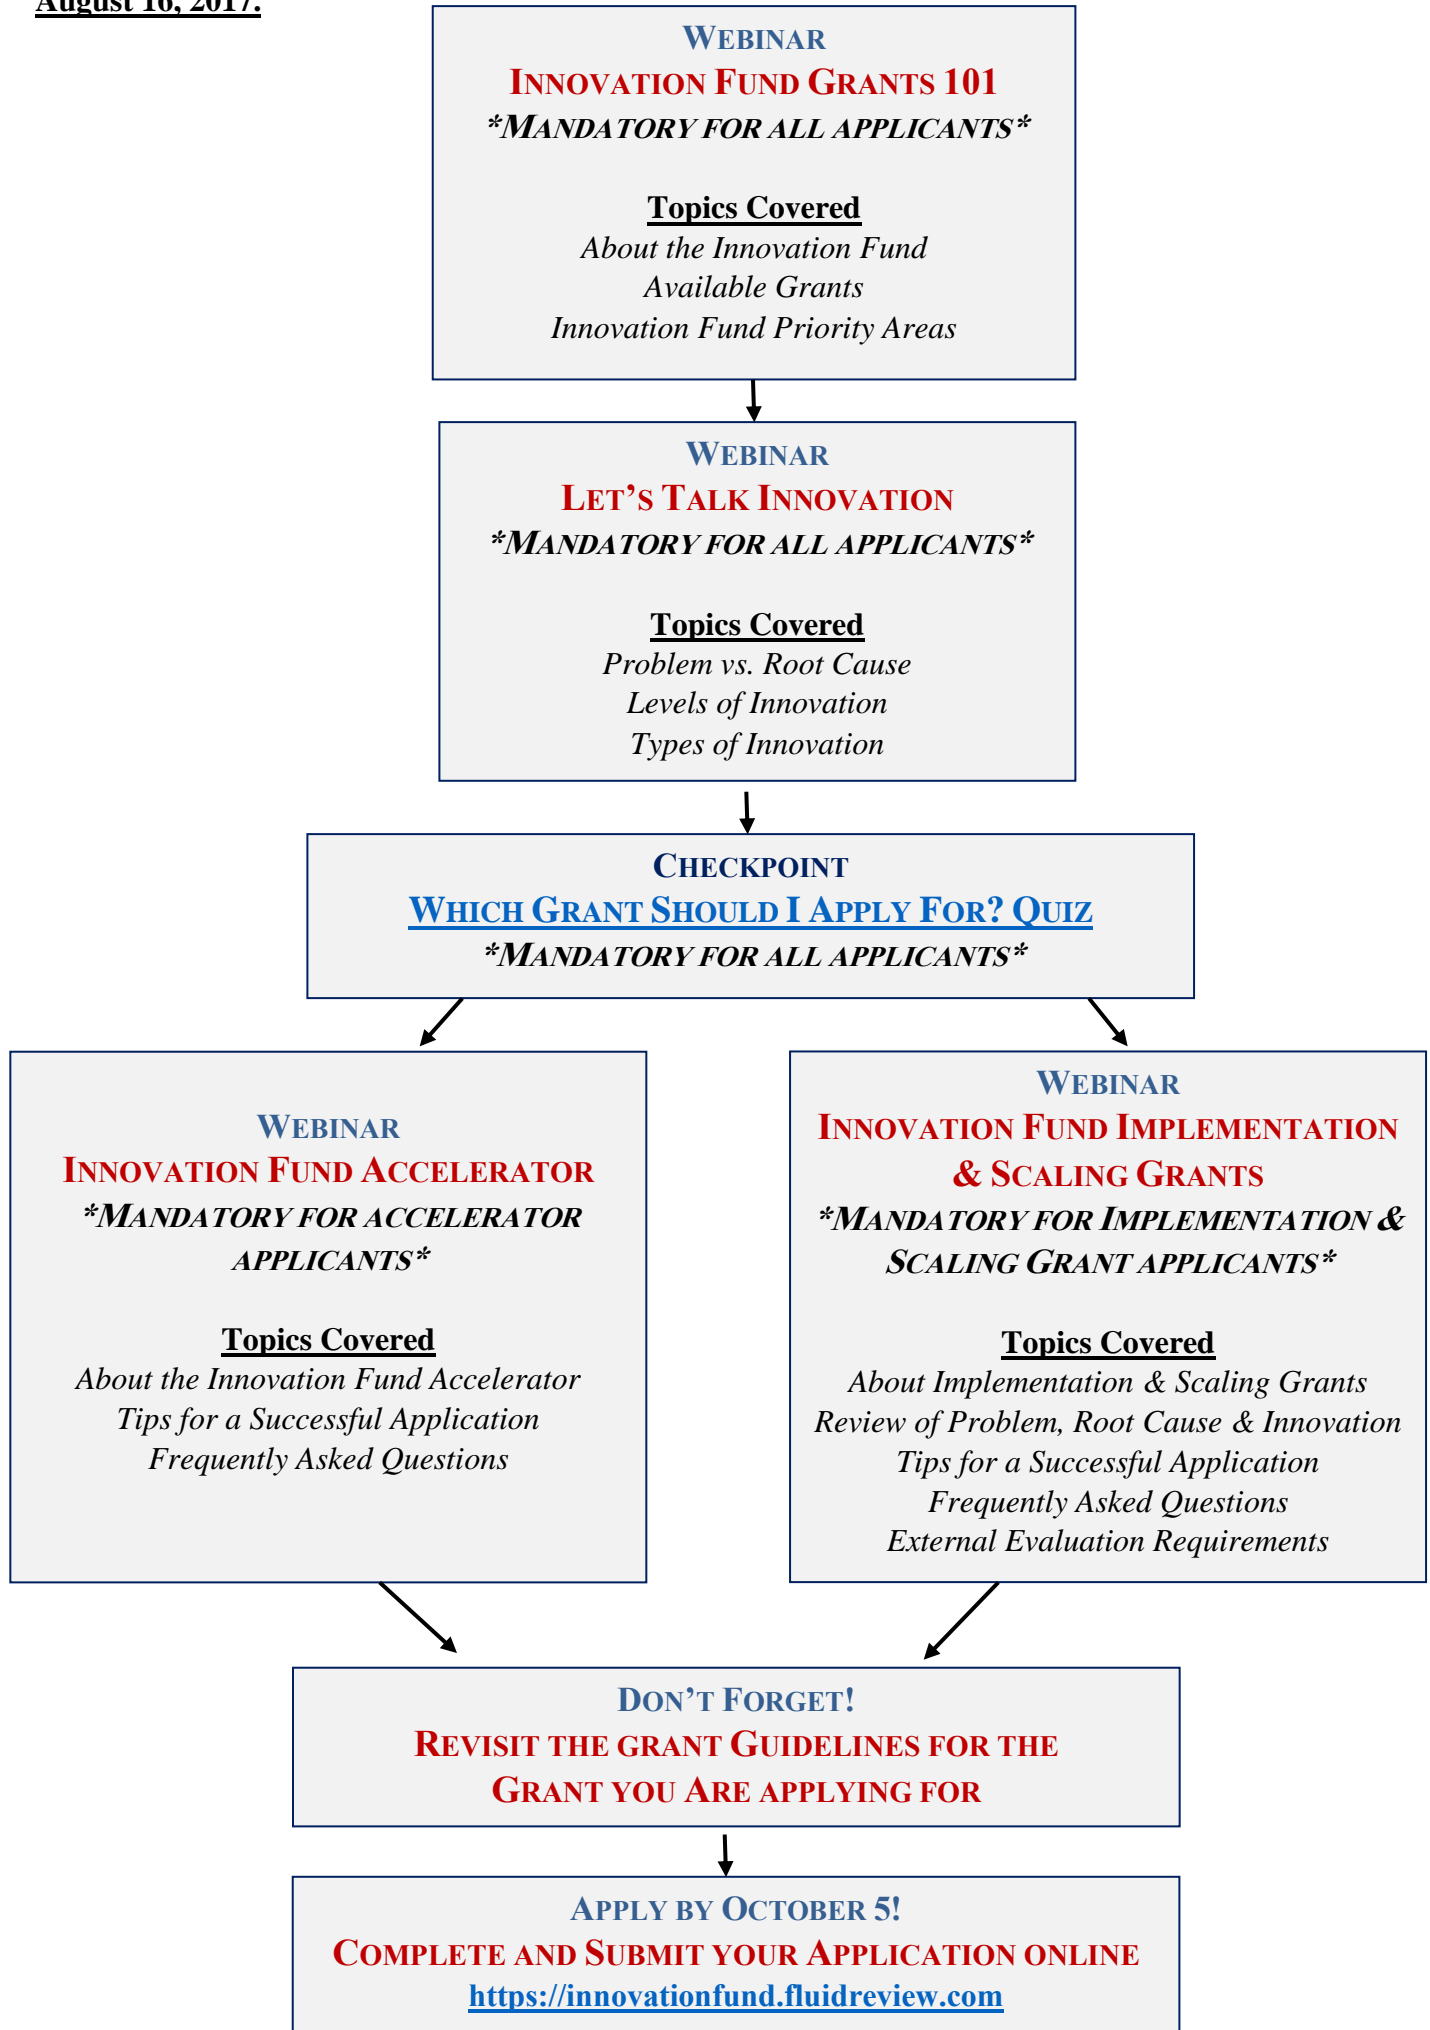 August 16, 2017.
WEBINAR
INNOVATION FUND GRANTS 101
*MANDATORY FOR ALL APPLICANTS*
Topics Covered
About the Innovation Fund
Available Grants
Innovation Fund Priority Areas
WEBINAR
LET'S TALK INNOVATION
*MANDATORY FOR ALL APPLICANTS*
Topics Covered
Problem vs. Root Cause
Levels of Innovation
Types of Innovation
CHECKPOINT
WHICH GRANT SHOULD I APPLY FOR? QUIZ
*MANDATORY FOR ALL APPLICANTS*
WEBINAR
INNOVATION FUND ACCELERATOR
*MANDATORY FOR ACCELERATOR
APPLICANTS*
Topics Covered
About the Innovation Fund Accelerator
Tips for a Successful Application
Frequently Asked Questions
WEBINAR
INNOVATION FUND IMPLEMENTATION
& SCALING GRANTS
*MANDATORY FOR IMPLEMENTATION &
SCALING GRANT APPLICANTS*
Topics Covered
About Implementation & Scaling Grants
Review of Problem, Root Cause & Innovation
Tips for a Successful Application
Frequently Asked Questions
External Evaluation Requirements
DON'T FORGET!
REVISIT THE GRANT GUIDELINES FOR THE
GRANT YOU ARE APPLYING FOR
APPLY BY OCTOBER 5!
COMPLETE AND SUBMIT YOUR APPLICATION ONLINE
https://innovationfund.fluidreview.com